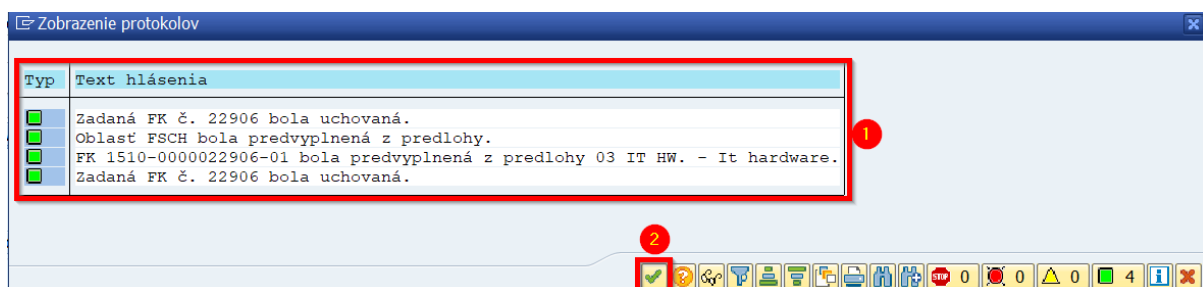 Zobrazenie protokolov
Typ Text hlásenia
Zadaná FK č. 22906 bola uchovaná.
Oblasť FSCH bola predvyplnená z predlohy.
FK 1510-0000022906-01 bola predvyplnená z predlohy 03 IT HW. - It hardware.
Zadaná FK č. 22906 bola uchovaná.
1
2
STOP 0 0 0 4